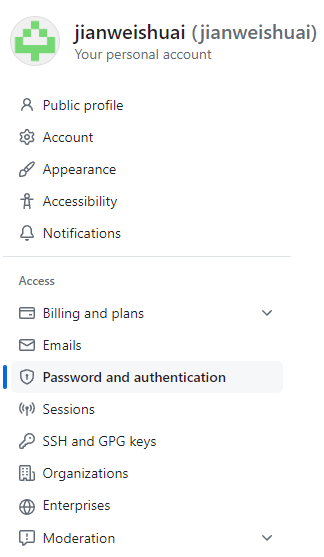 jianweishuai (jianweishuai)
Your personal account
Public profile
Account
Appearance
Accessibility
Notifications
Access
Billing and plans
Emails
Password and authentication
Sessions
SSH and GPG keys
Organizations
Enterprises
Moderation